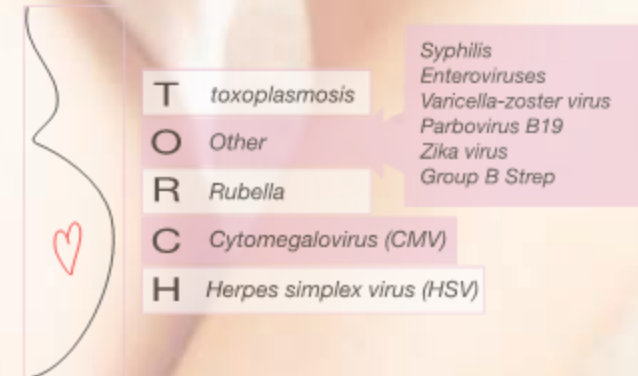 T toxoplasmosis
O Other
R Rubella
C Cytomegalovirus (CMV)
H Herpes simplex virus (HSV)
Syphilis
Enteroviruses
Varicella-zoster virus
Parbovirus B19
Zika virus
Group B Strep